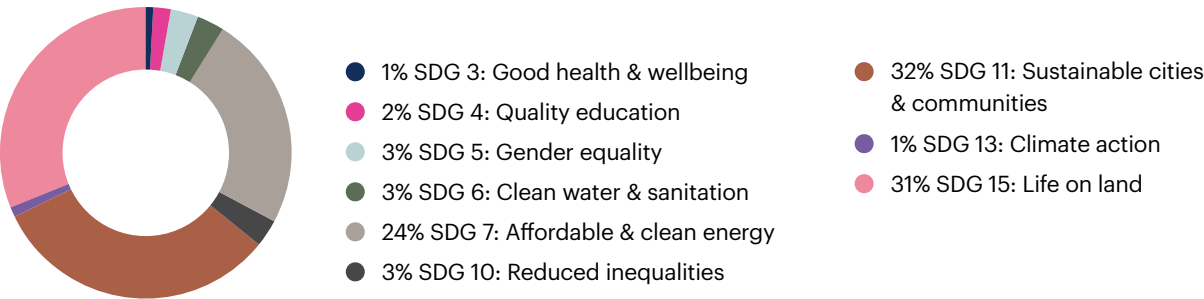 1% SDG 3: Good health & wellbeing
2% SDG 4: Quality education
3% SDG 5: Gender equality
3% SDG 6: Clean water & sanitation
24% SDG 7: Affordable & clean energy
3% SDG 10: Reduced inequalities
32% SDG 11: Sustainable cities
& communities
1% SDG 13: Climate action
31% SDG 15: Life on land